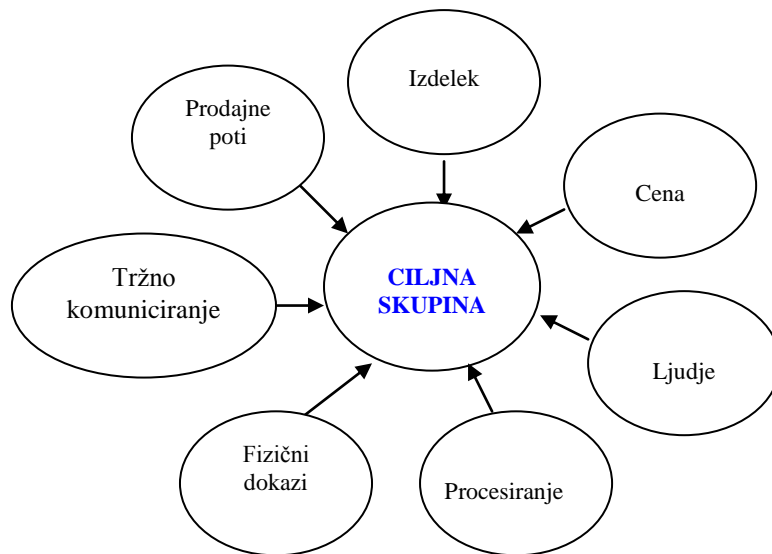 Izdelek
Prodajne
poti
Cena
CILJNA
SKUPINA
Tržno
komuniciranje
Ljudje
Fizični
dokazi
Procesiranje